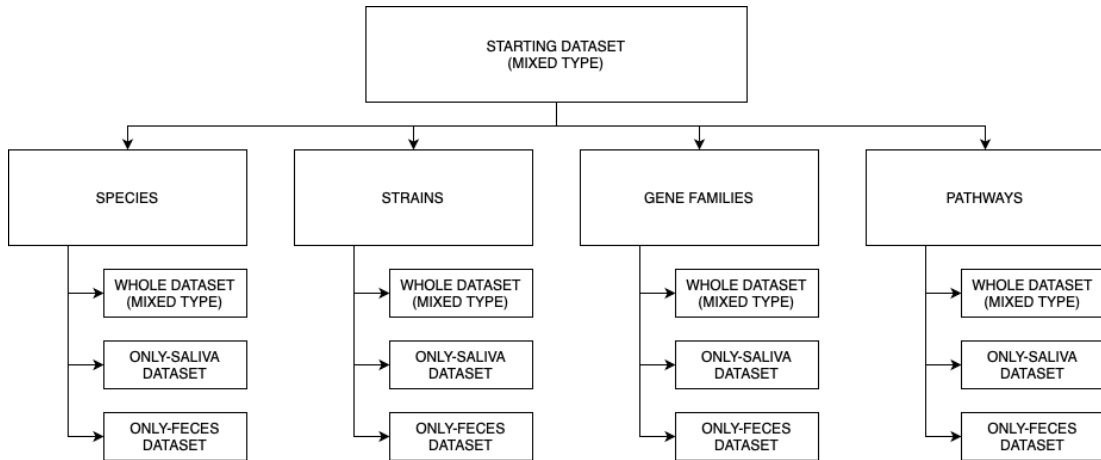 STARTING DATASET
(MIXED TYPE)
SPECIES
STRAINS
GENE FAMILIES
PATHWAYS
WHOLE DATASET
(MIXED TYPE)
WHOLE DATASET
(MIXED TYPE)
WHOLE DATASET
(MIXED TYPE)
WHOLE DATASET
(MIXED TYPE)
ONLY-SALIVA
DATASET
ONLY-SALIVA
DATASET
ONLY-SALIVA
DATASET
ONLY-SALIVA
DATASET
ONLY-FECES
DATASET
ONLY-FECES
DATASET
ONLY-FECES
DATASET
ONLY-FECES
DATASET